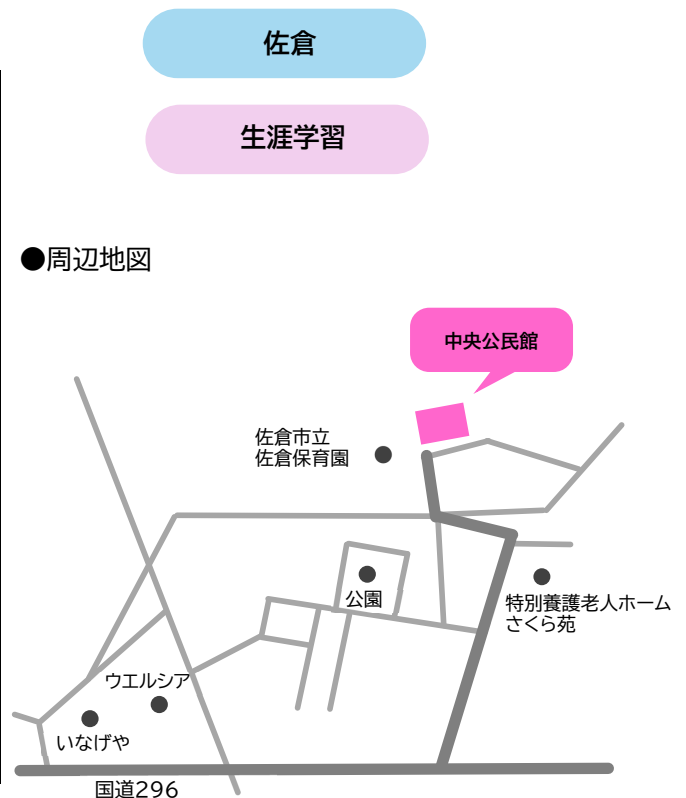 佐倉
生涯学習
●周辺地図
中央公民館
佐倉市立
佐倉保育園
公園
特別養護老人ホーム
さくら苑
ウエルシア
いなげや
国道296